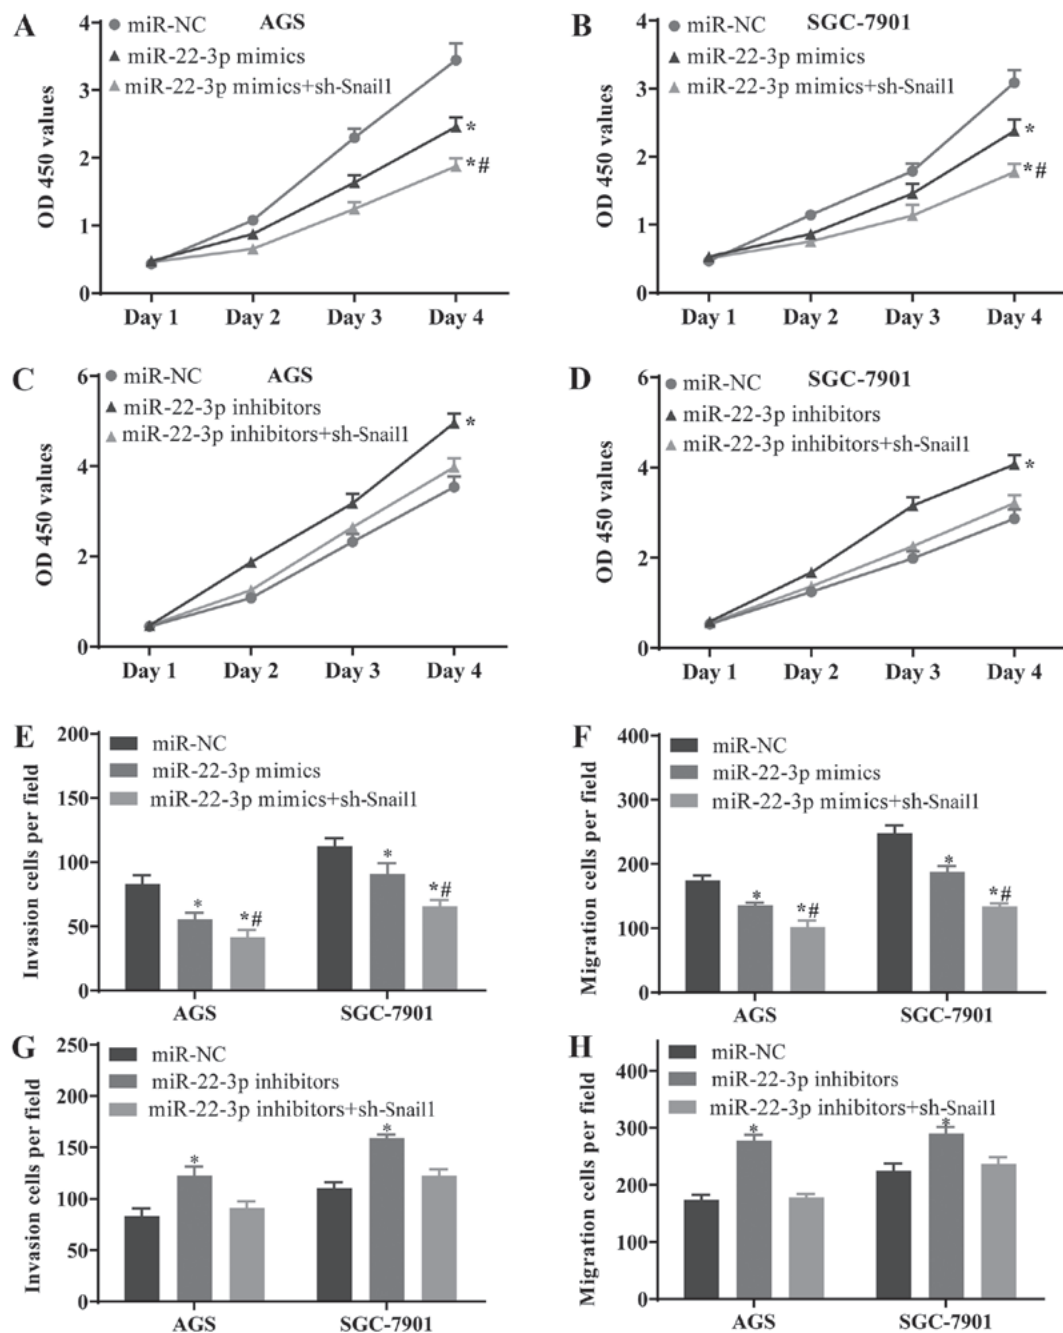 A
AGS
miR-NC
miR-22-3p mimics
miR-22-3p mimics+sh-Snail1
OD 450 values
4
3
2
1
0
*
*#
Day 1 Day 2 Day 3 Day 4
B
SGC-7901
miR-NC
miR-22-3p mimics
miR-22-3p mimics+sh-Snail1
OD 450 values
4
3
2
1
0
*
*#
Day 1 Day 2 Day 3 Day 4
C
AGS
miR-NC
miR-22-3p inhibitors
miR-22-3p inhibitors+sh-Snail1
OD 450 values
6
4
2
0
*
Day 1 Day 2 Day 3 Day 4
D
SGC-7901
miR-NC
miR-22-3p inhibitors
miR-22-3p inhibitors+sh-Snail1
OD 450 values
6
4
2
0
*
Day 1 Day 2 Day 3 Day 4
E
miR-NC
miR-22-3p mimics
miR-22-3p mimics+sh-Snail1
Invasion cells per field
200
150
100
50
0
*
*#
*
*#
AGS SGC-7901
F
miR-NC
miR-22-3p mimics
miR-22-3p mimics+sh-Snail1
Migration cells per field
400
300
200
100
0
*
*#
*
*#
AGS SGC-7901
G
miR-NC
miR-22-3p inhibitors
miR-22-3p inhibitors+sh-Snail1
Invasion cells per field
250
200
150
100
50
0
*
*
AGS SGC-7901
H
miR-NC
miR-22-3p inhibitors
miR-22-3p inhibitors+sh-Snail1
Migration cells per field
400
300
200
100
0
*
*
AGS SGC-7901